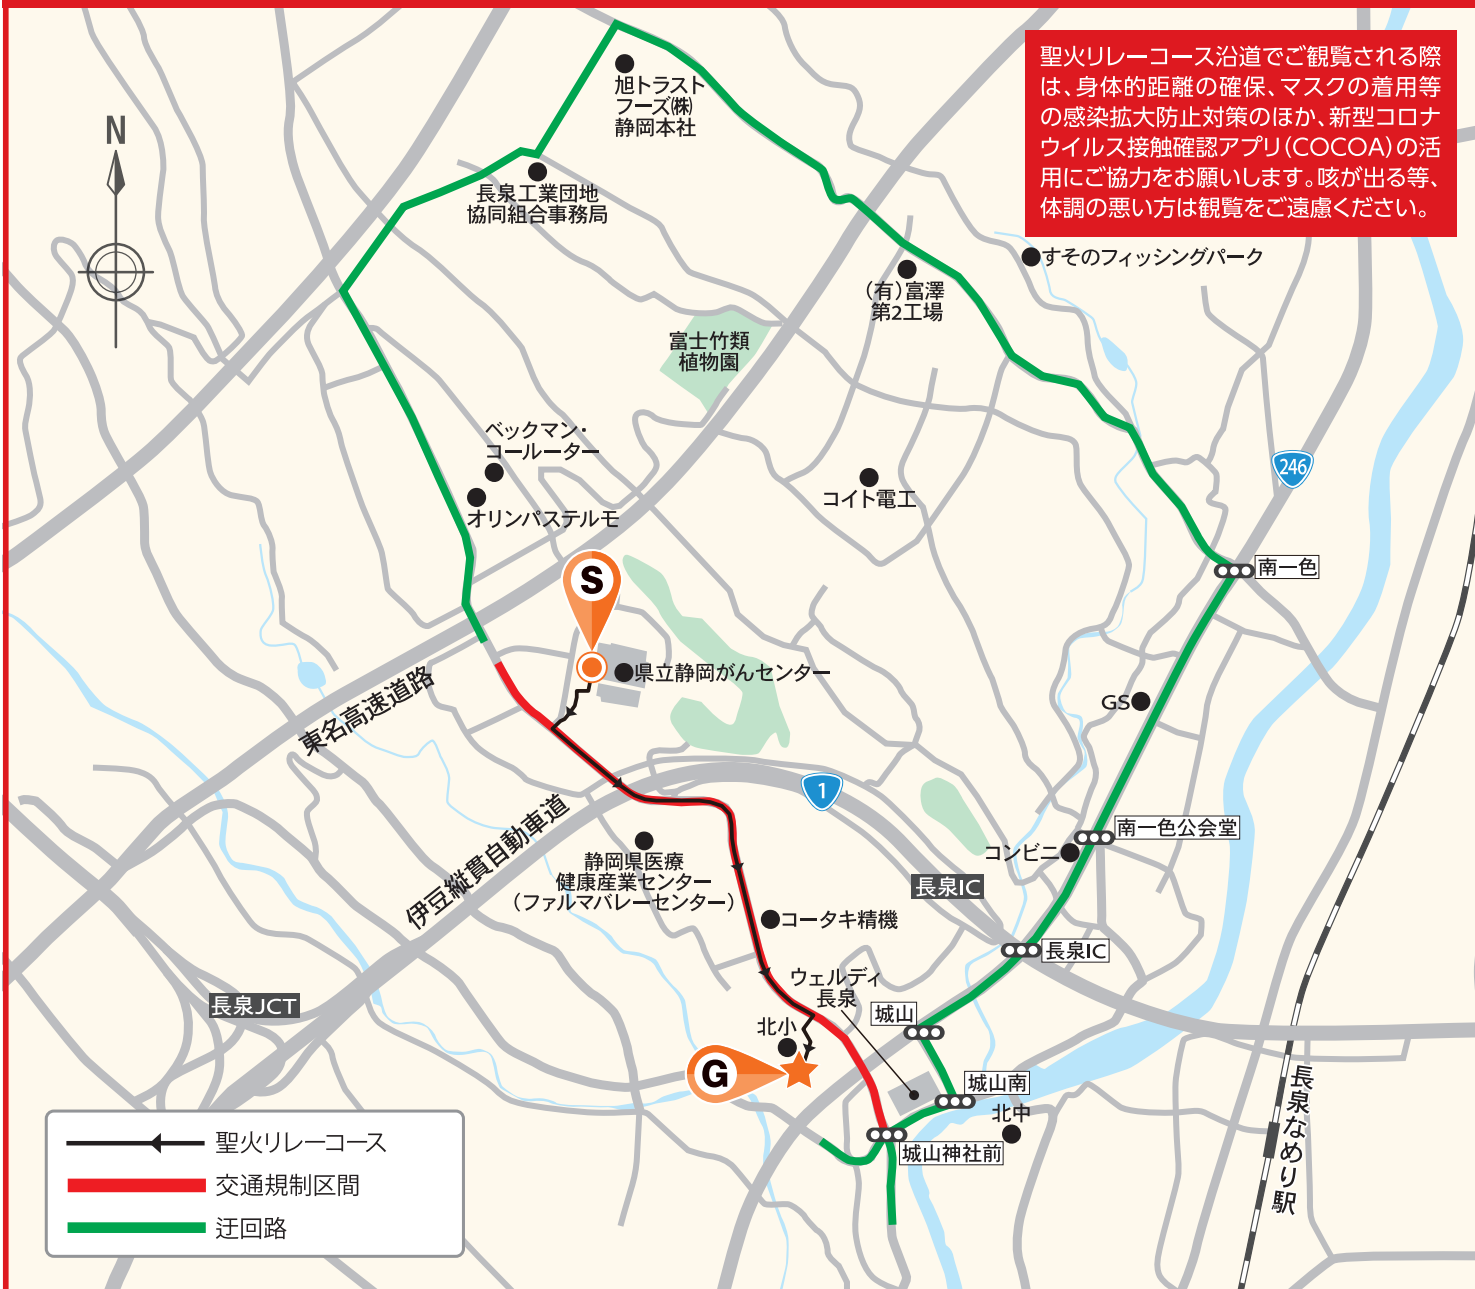 聖火リレーコース沿道でご観覧される際
は、身体的距離の確保、マスクの着用等
の感染拡大防止対策のほか、新型コロナ
ウイルス接触確認アプリ(COCOA)の活
用にご協力をお願いします。咳が出る等、
体調の悪い方は観覧をご遠慮ください。
N
旭トラスト
フーズ㈱
静岡本社
長泉工業団地
協同組合事務局
すそのフィッシングパーク
(有)富澤
第2工場
富士竹類
植物園
ベックマン・
コールーター
オリンパステルモ
コイト電工
246
南一色
S
県立静岡がんセンター
東名高速道路
GS
1
伊豆縦貫自動車道
静岡県医療
健康産業センター
(ファルマバレーセンター)
南一色公会堂
コンビニ
長泉IC
コータキ精機
長泉IC
ウェルディ
長泉
長泉JCT
城山
北小
G
城山南
北中
城山神社前
長泉なめり駅
聖火リレーコース
交通規制区間
迂回路